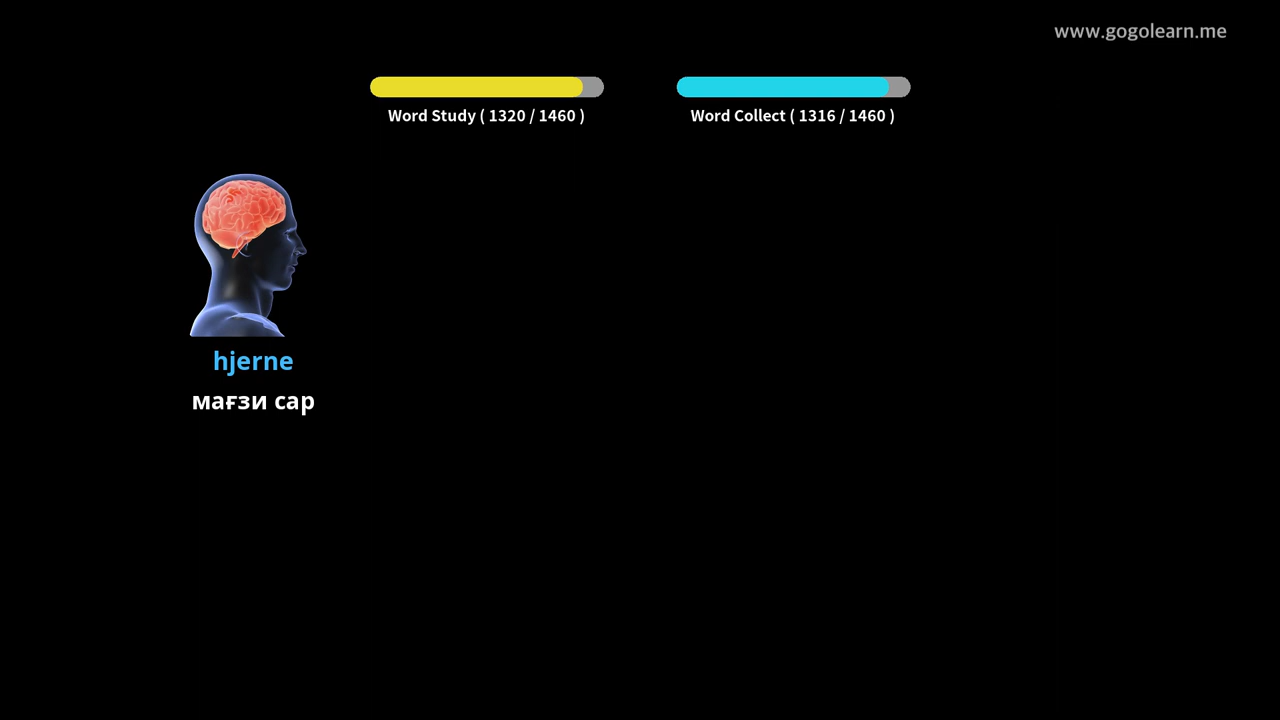 www.gogolearn.me
Word Study ( 1320 / 1460 )
Word Collect ( 1316 / 1460 )
hjerne
мағзи сар